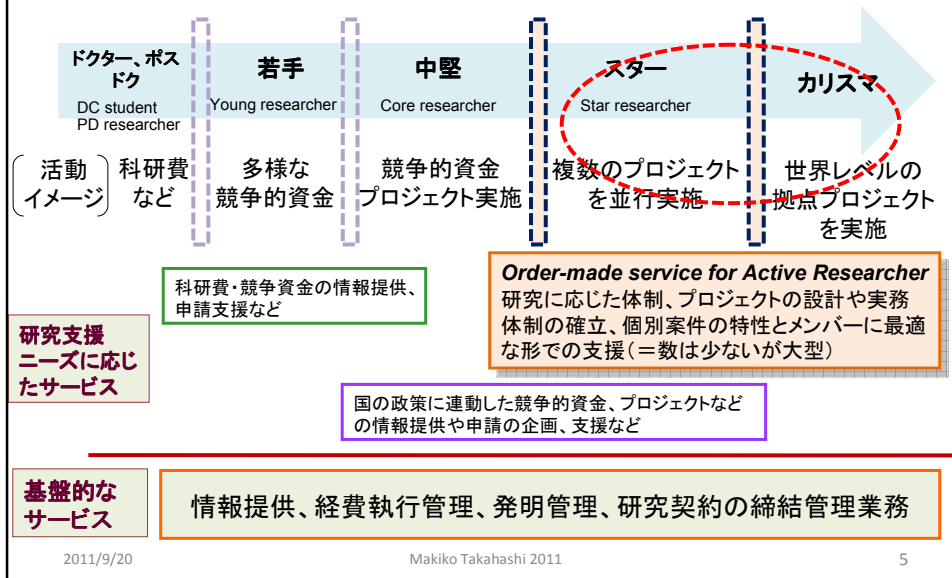 ドクター、ポス
ドク
DC student
PD researcher
若手
Young researcher
中堅
Core researcher
スター
Star researcher
カリスマ
活動
イメージ
科研費
など
多様な
競争的資金
競争的資金
プロジェクト実施
複数のプロジェクト
を並行実施
世界レベルの
拠点プロジェクト
を実施
科研費・競争資金の情報提供、
申請支援など
Order-made service for Active Researcher
研究に応じた体制、プロジェクトの設計や実務
体制の確立、個別案件の特性とメンバーに最適
な形での支援(=数は少ないが大型)
研究支援
ニーズに応じ
たサービス
国の政策に連動した競争的資金、プロジェクトなど
の情報提供や申請の企画、支援など
基盤的な
サービス
情報提供、経費執行管理、発明管理、研究契約の締結管理業務
2011/9/20
Makiko Takahashi 2011
5